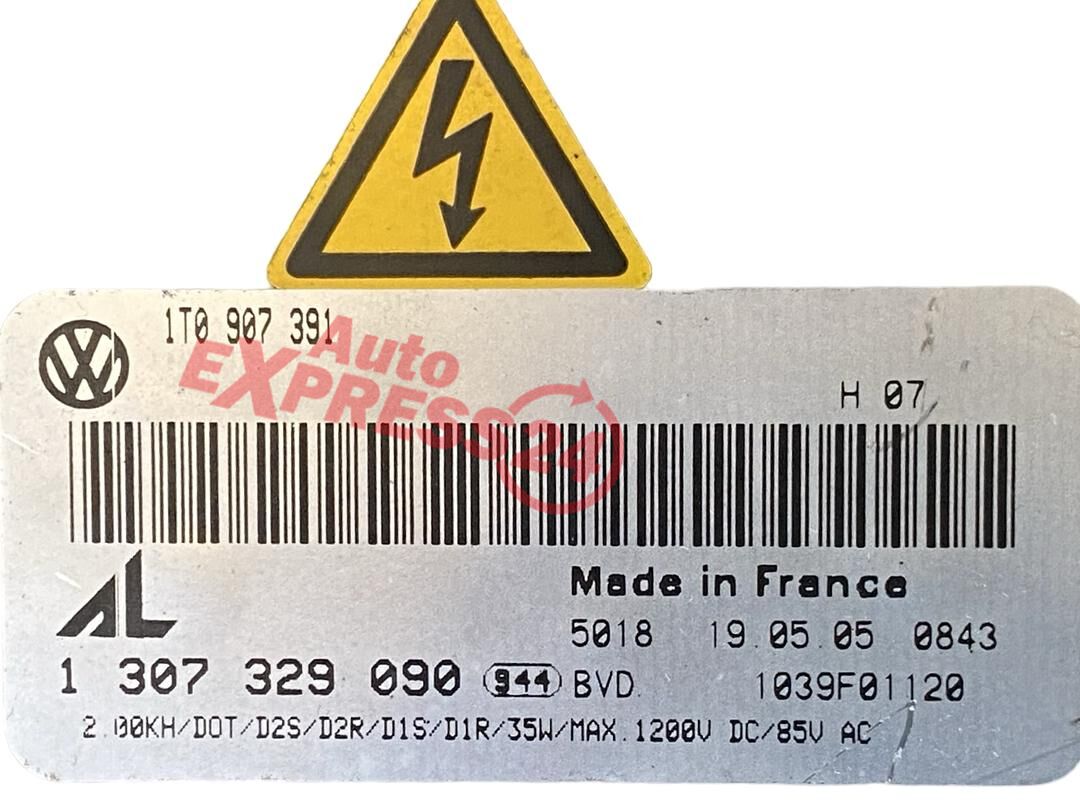 1T0 907 391
Auto
EXPRESS24
H 07
AL
Made in France
5018 19.05.05 0843
1 307 329 090 944 BVD. 1039F01120
2.00KH/DOT/D2S/D2R/D1S/D1R/35W/MAX.1200V DC/85V AC